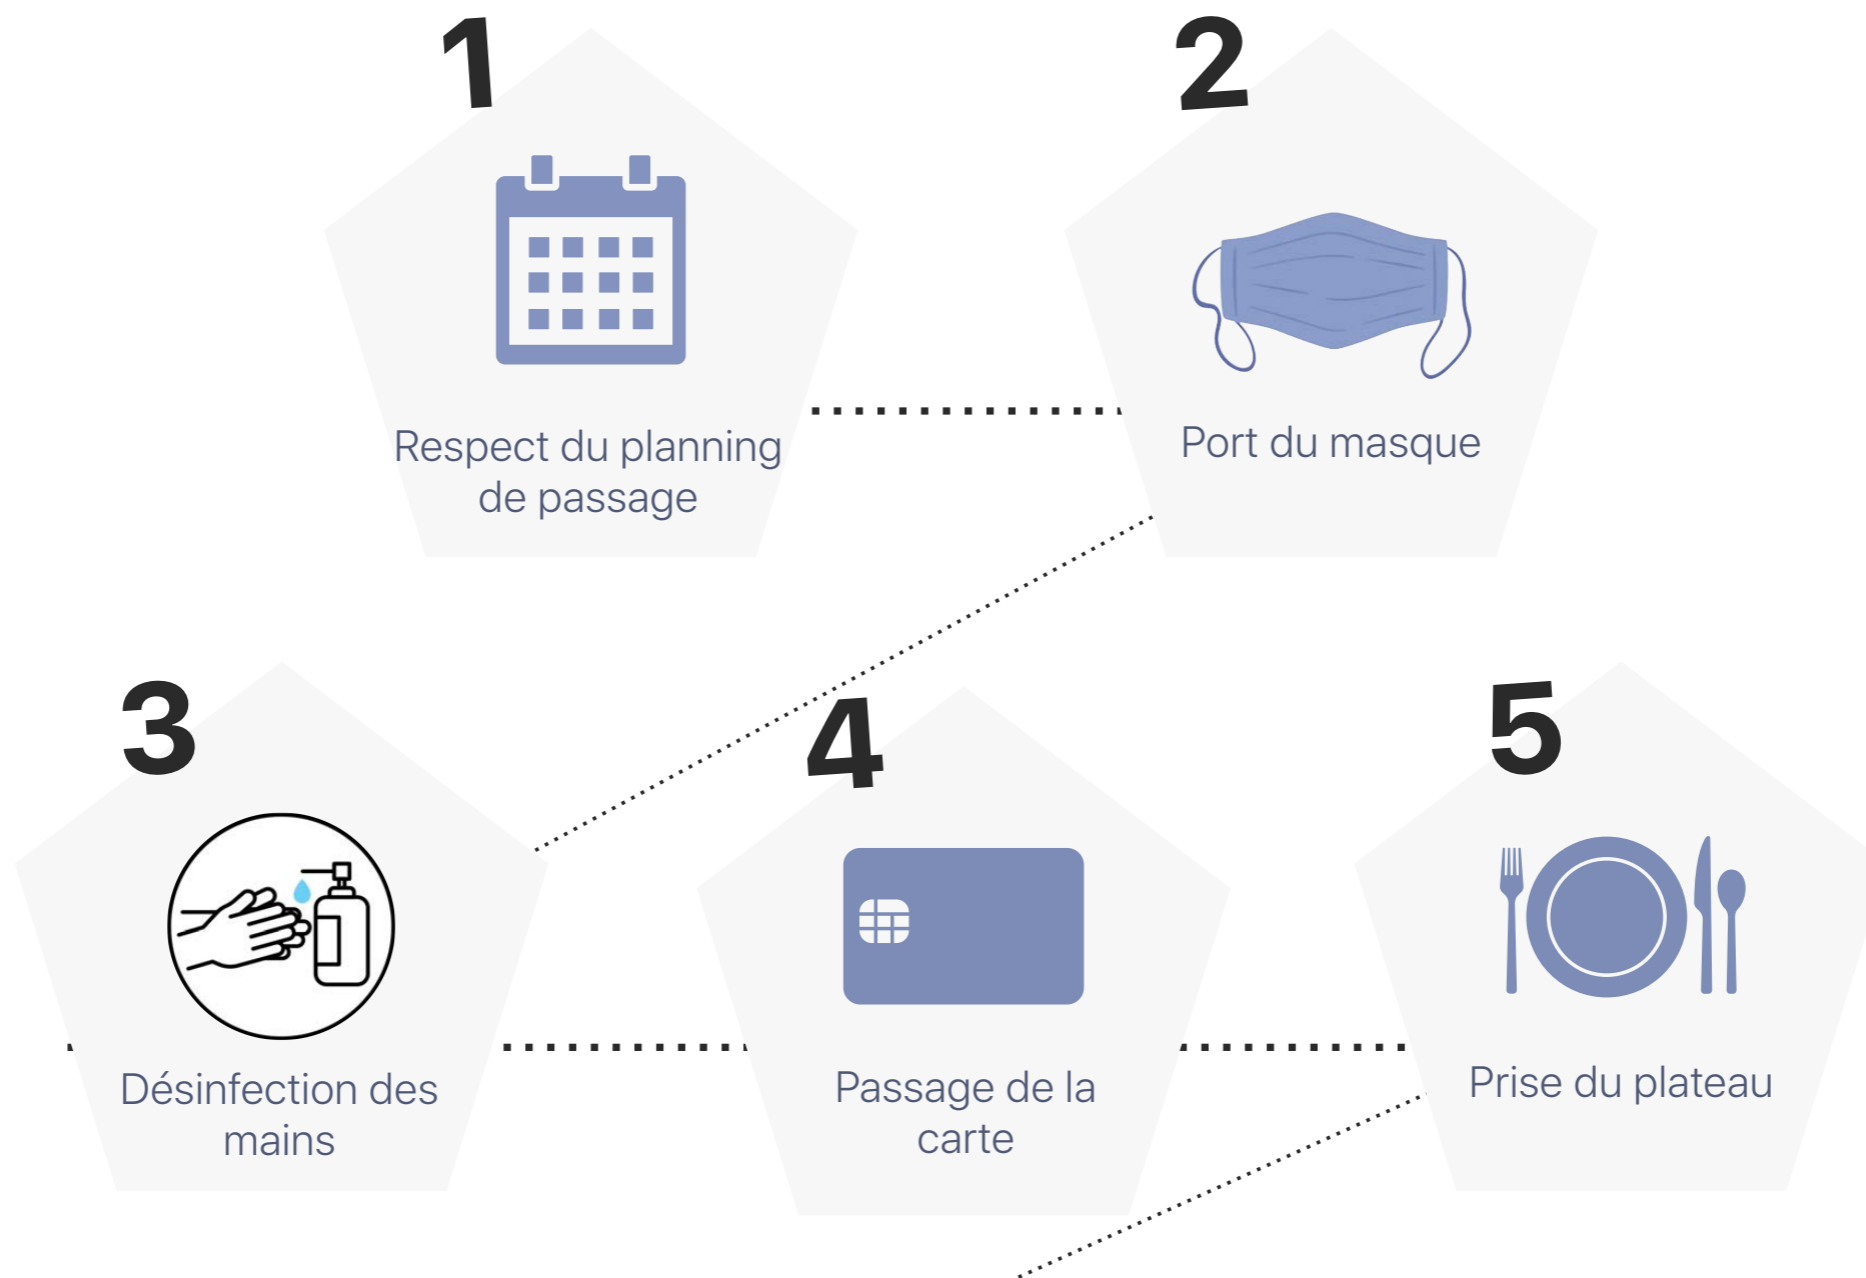 1
Respect du planning
de passage
2
Port du masque
3
Désinfection des
mains
4
Passage de la
carte
5
Prise du plateau